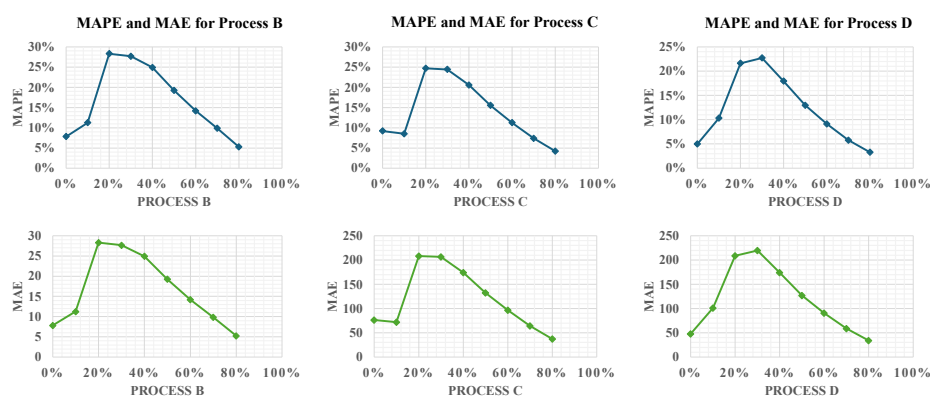 MAPE and MAE for Process B
30%
25%
20%
15%
10%
5%
0%
MAPE
0% 20% 40% 60% 80% 100%
PROCESS B
MAPE and MAE for Process C
30%
25%
20%
15%
10%
5%
0%
MAPE
0% 20% 40% 60% 80% 100%
PROCESS C
MAPE and MAE for Process D
25%
20%
15%
10%
5%
0%
MAPE
0% 20% 40% 60% 80% 100%
PROCESS D
30
25
20
15
10
5
0
MAE
0% 20% 40% 60% 80% 100%
PROCESS B
250
200
150
100
50
0
MAE
0% 20% 40% 60% 80% 100%
PROCESS C
250
200
150
100
50
0
MAE
0% 20% 40% 60% 80% 100%
PROCESS D